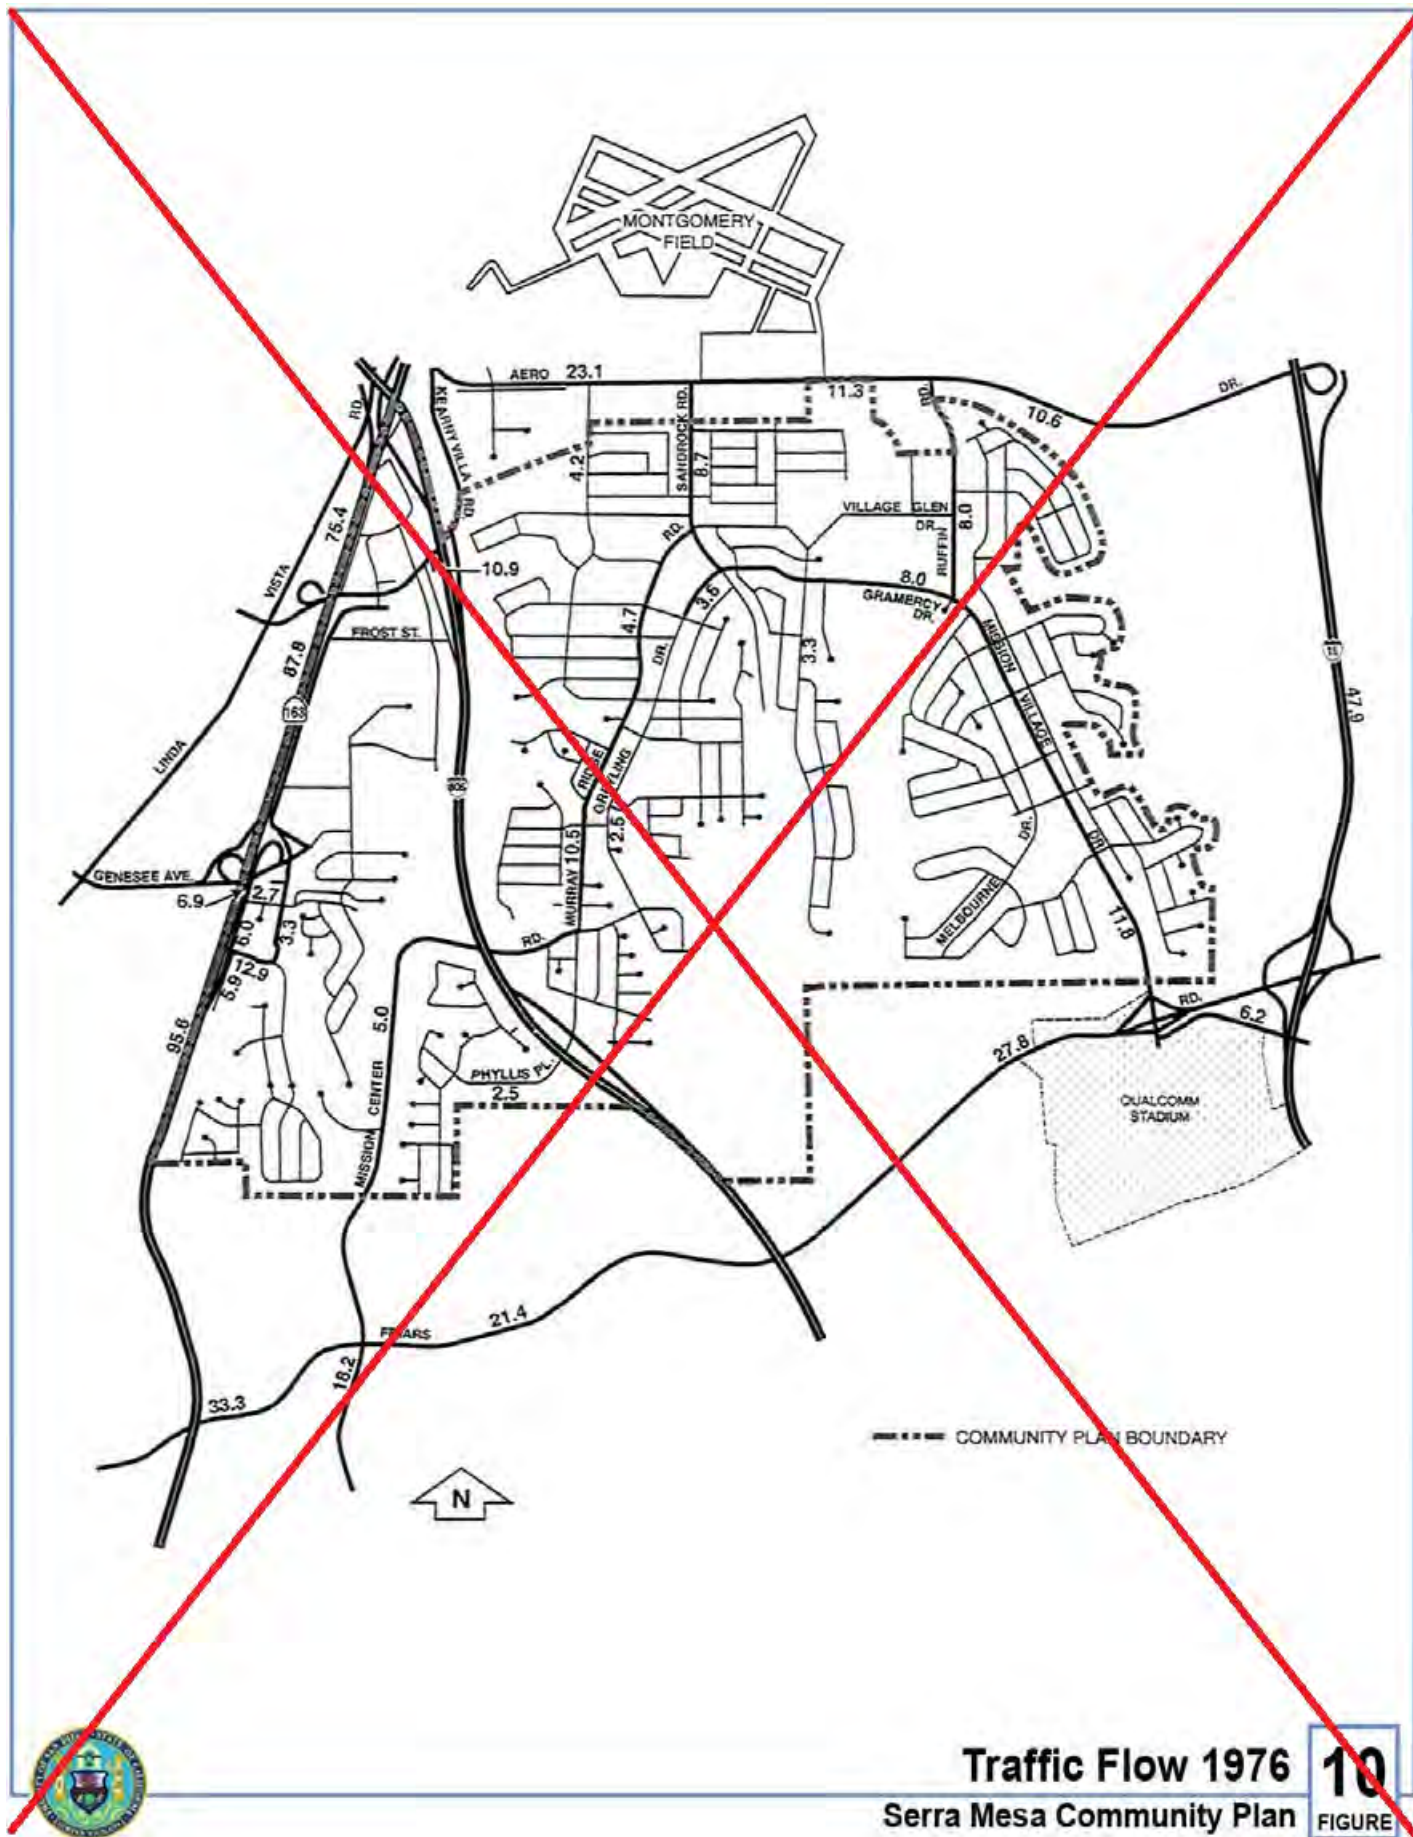 MONTGOMERY
FIELD
AERO
23.1
11.3
RD.
10.6
DR.
RD.
KEARNY VILLA
RD.
4.2
SANDROCK RD.
8.7
75.4
VISTA
10.9
RD.
VILLAGE GLEN
DR.
RUFFIN
8.0
8.0
GRAMERCY
DR.
FROST ST.
87.8
163
4.7
DR.
3.3
MISSION
VILLAGE
DR.
15
47.9
LINDA
805
RIDGE
GREYLING
2.5
MURRAY
10.5
GENESEE AVE.
6.9
2.7
6.0
3.3
12.9
5.9
95.6
RD.
MELBOURNE
DR.
11.8
5.0
CENTER
MISSION
PHYLLIS PL.
2.5
RD.
6.2
27.8
QUALCOMM
STADIUM
FRIARS
21.4
18.2
33.3
COMMUNITY PLAN BOUNDARY
N
Traffic Flow 1976
Serra Mesa Community Plan
10
FIGURE